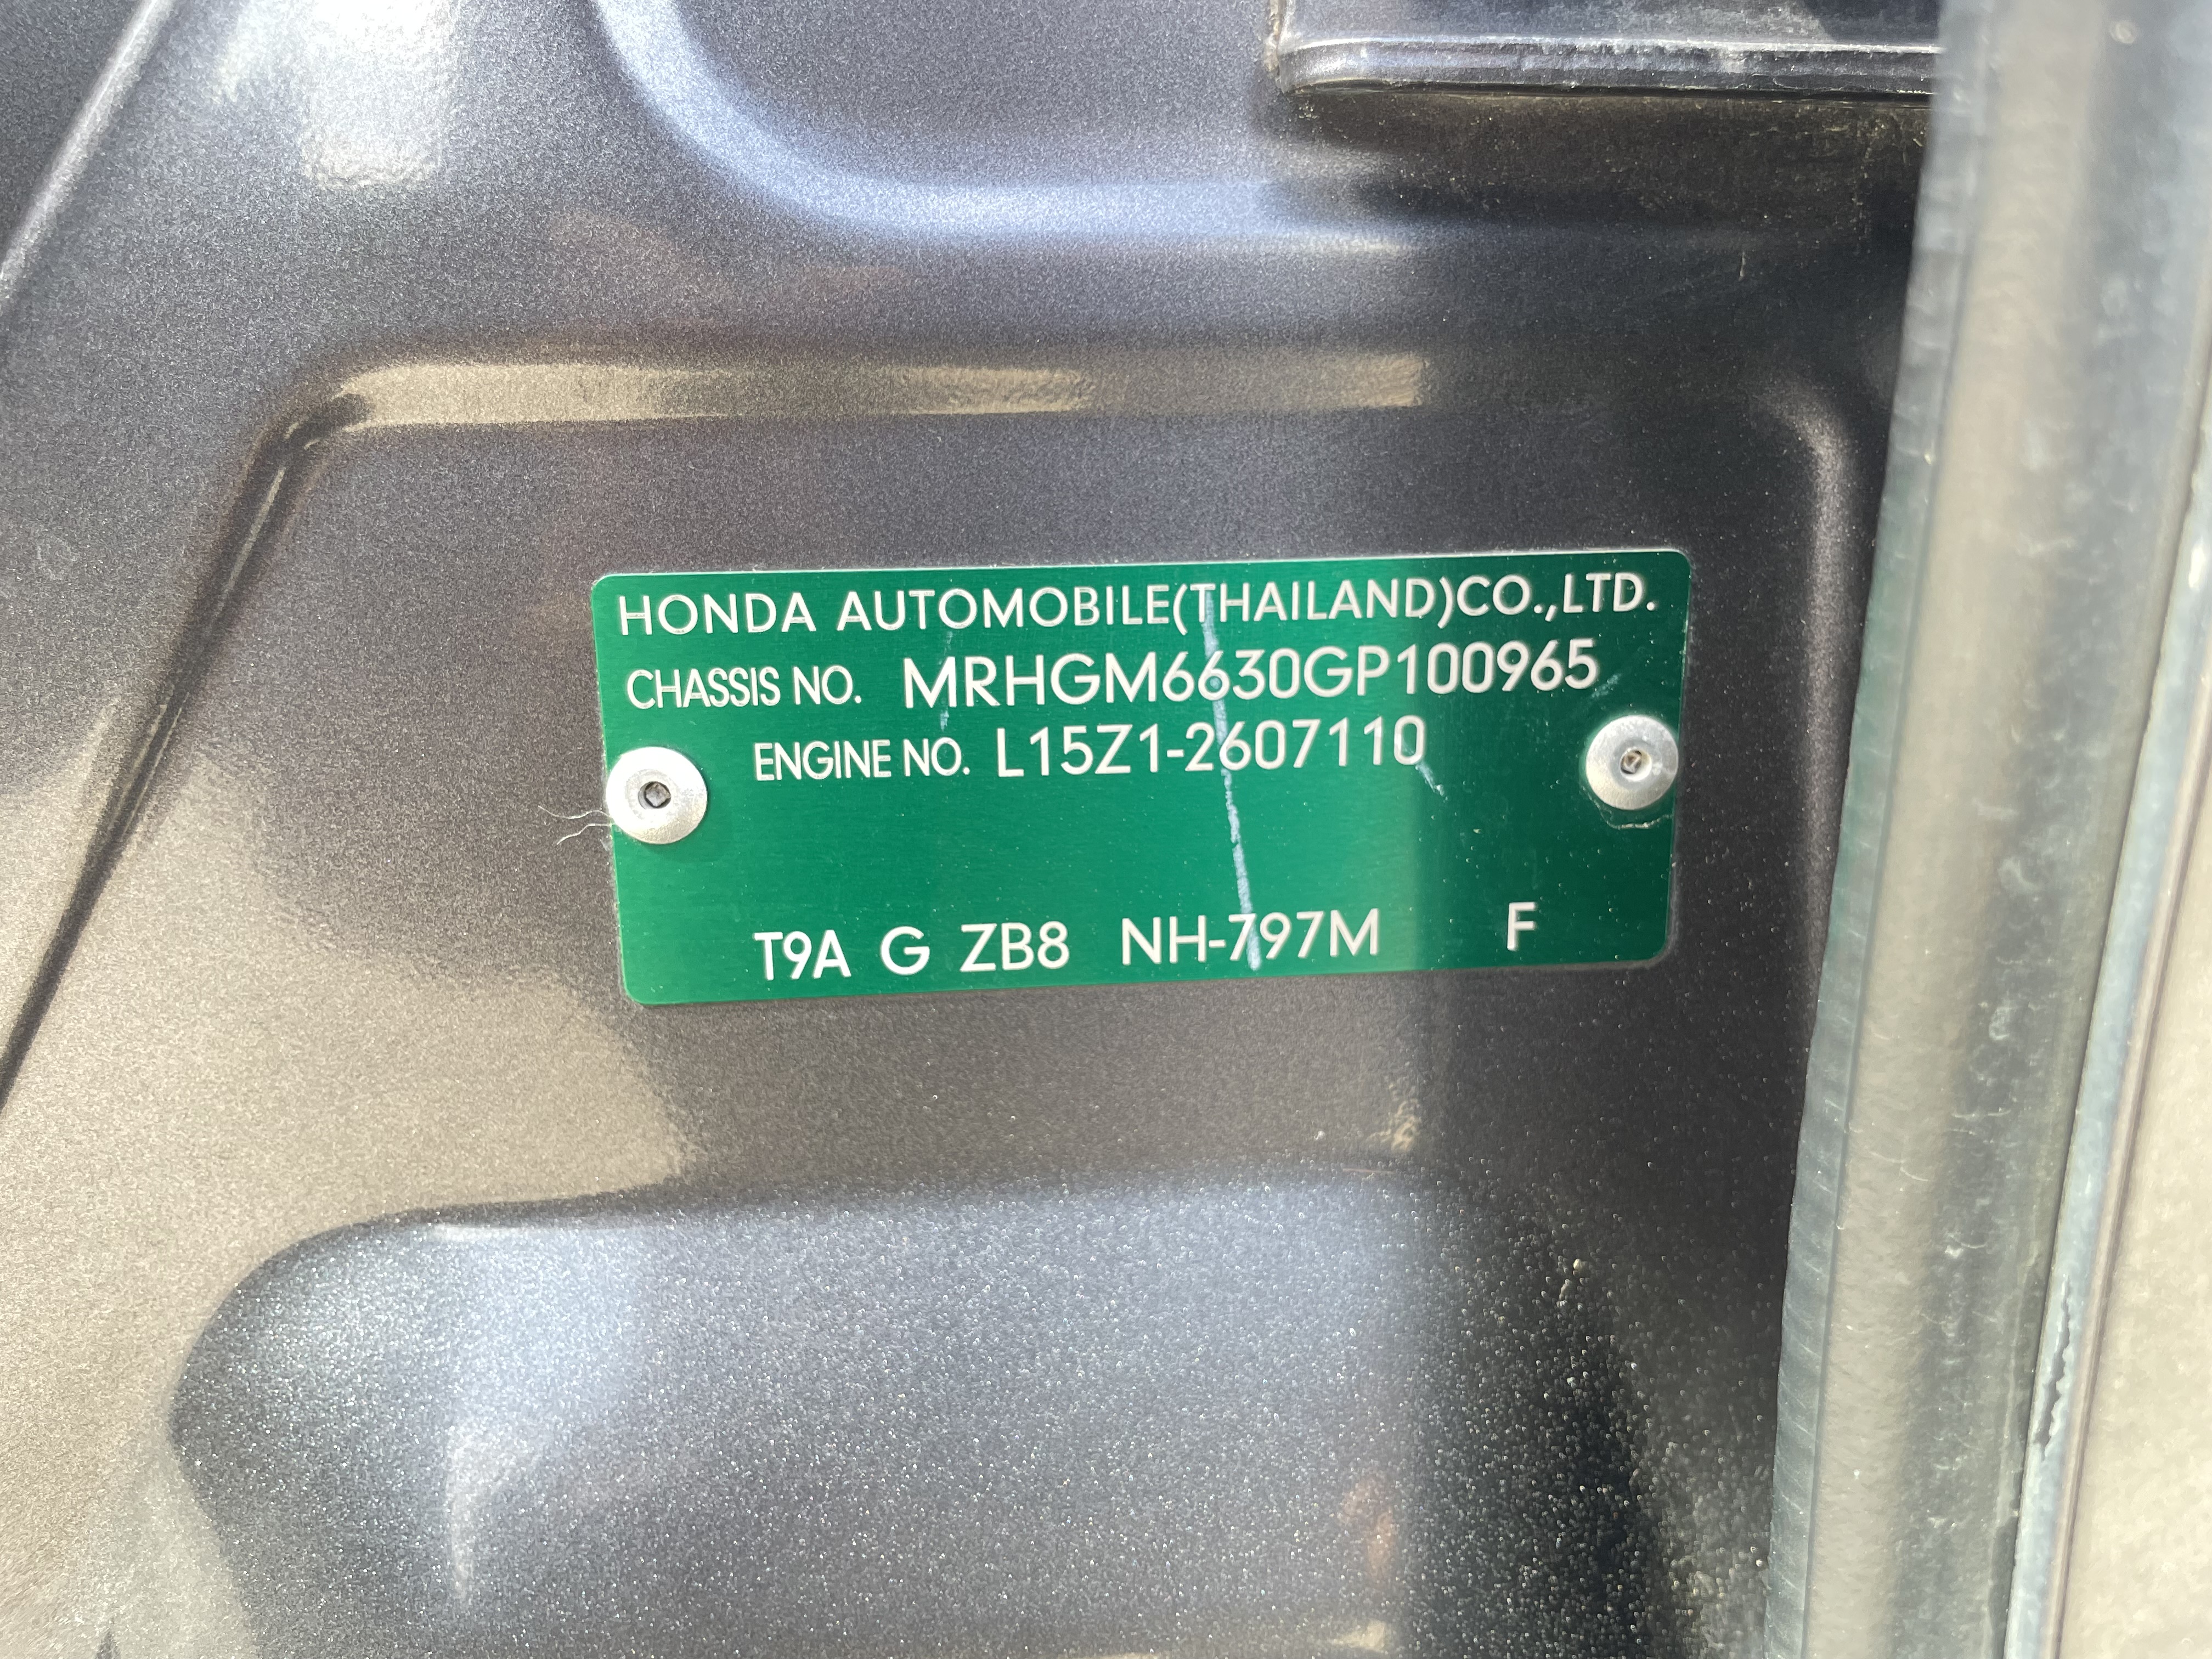 HONDA AUTOMOBILE(THAILAND)CO.,LTD.
CHASSIS NO. MRHGM6630GP100965
ENGINE NO. L15Z1-2607110
T9A G ZB8 NH-797M F